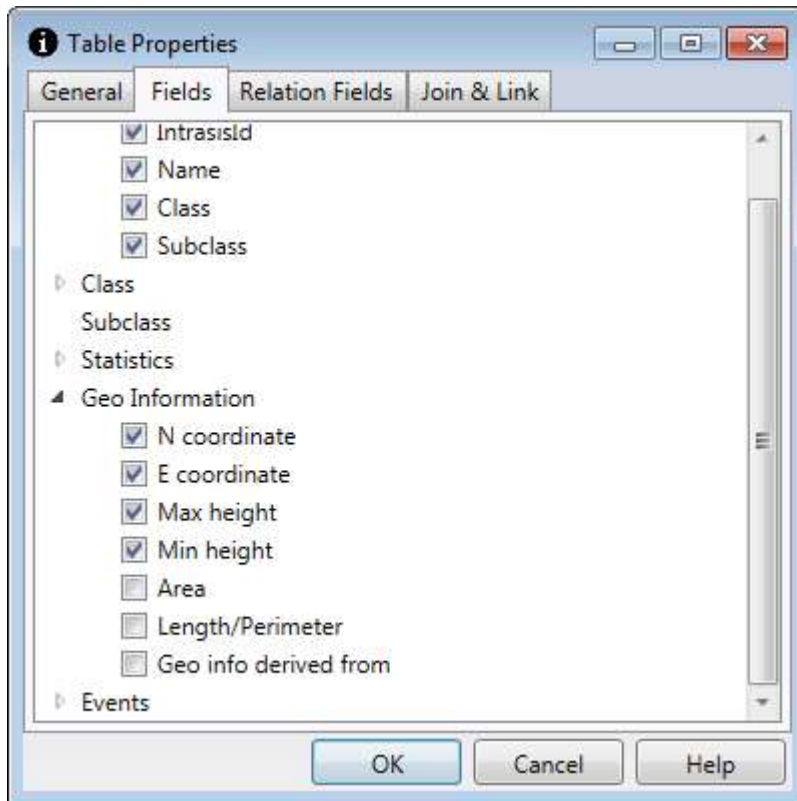 Table Properties
General Fields Relation Fields Join & Link
IntrasisId
Name
Class
Subclass
Class
Subclass
Statistics
Geo Information
N coordinate
E coordinate
Max height
Min height
Area
Length/Perimeter
Geo info derived from
Events
OK Cancel Help